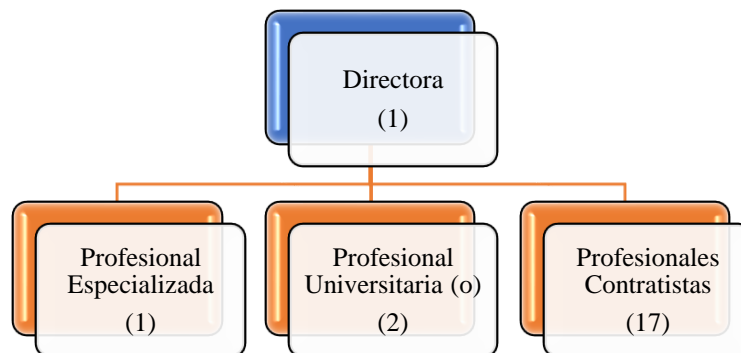 Directora
(1)
Profesional
Especializada
(1)
Profesional
Universitaria (o)
(2)
Profesionales
Contratistas
(17)